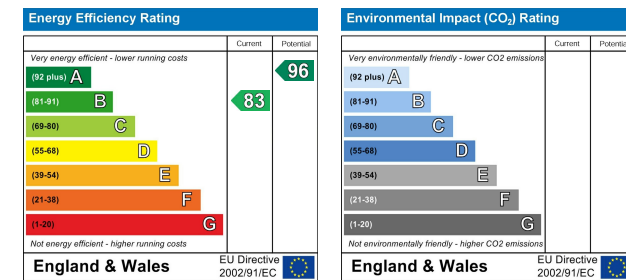 Energy Efficiency Rating
Current Potential
Very energy efficient - lower running costs
(92 plus) A
96
(81-91) B
83
(69-80) C
(55-68) D
(39-54) E
(21-38) F
(1-20) G
Not energy efficient - higher running costs
England & Wales
EU Directive
2002/91/EC
Environmental Impact (CO₂) Rating
Current Potential
Very environmentally friendly - lower CO2 emissions
(92 plus) A
(81-91) B
(69-80) C
(55-68) D
(39-54) E
(21-38) F
(1-20) G
Not environmentally friendly - higher CO2 emissions
England & Wales
EU Directive
2002/91/EC